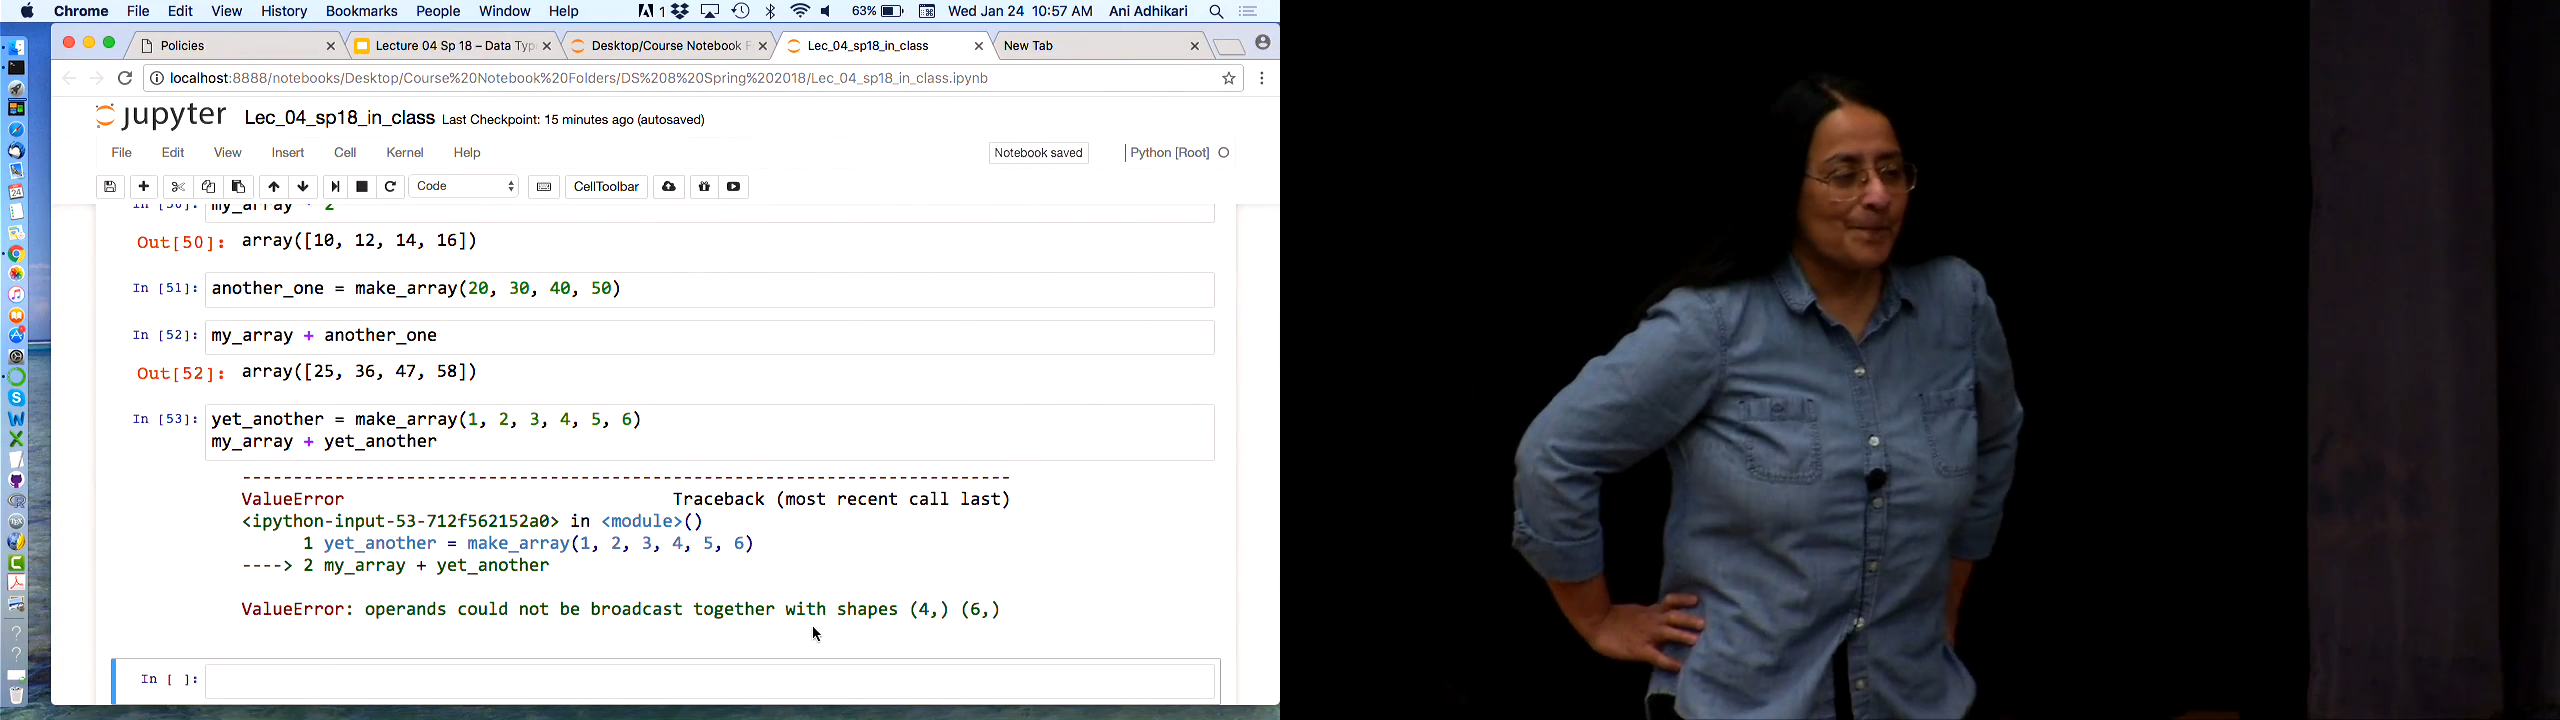 Chrome File Edit View History Bookmarks People Window Help 1 63% Wed Jan 24 10:57 AM Ani Adhikari
Policies Lecture 04 Sp 18 – Data Typ Desktop/Course Notebook F Lec_04_sp18_in_class New Tab
localhost:8888/notebooks/Desktop/Course%20Notebook%20Folders/DS%208%20Spring%202018/Lec_04_sp18_in_class.ipynb
jupyter Lec_04_sp18_in_class Last Checkpoint: 15 minutes ago (autosaved)
File Edit View Insert Cell Kernel Help Notebook saved Python [Root]
Code CellToolbar
In [50]: my_array * 2
Out[50]: array([10, 12, 14, 16])
In [51]: another_one = make_array(20, 30, 40, 50)
In [52]: my_array + another_one
Out[52]: array([25, 36, 47, 58])
In [53]: yet_another = make_array(1, 2, 3, 4, 5, 6)
my_array + yet_another
---------------------------------------------------------------------------
ValueError Traceback (most recent call last)
<ipython-input-53-712f562152a0> in <module>()
1 yet_another = make_array(1, 2, 3, 4, 5, 6)
----> 2 my_array + yet_another
ValueError: operands could not be broadcast together with shapes (4,) (6,)
In [ ]: